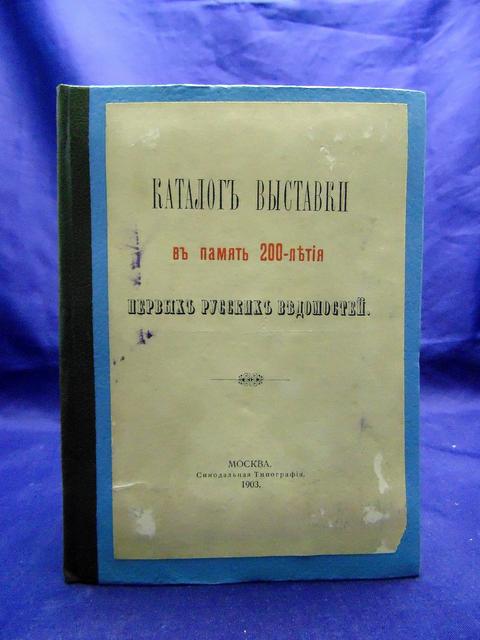 КАТАЛОГЪ ВЫСТАВКИ
въ память 200-лѣтія
ПЕРВЫХЪ РУССКИХЪ ВѢДОМОСТЕЙ.
МОСКВА.
Синодальная Типографія.
1903.